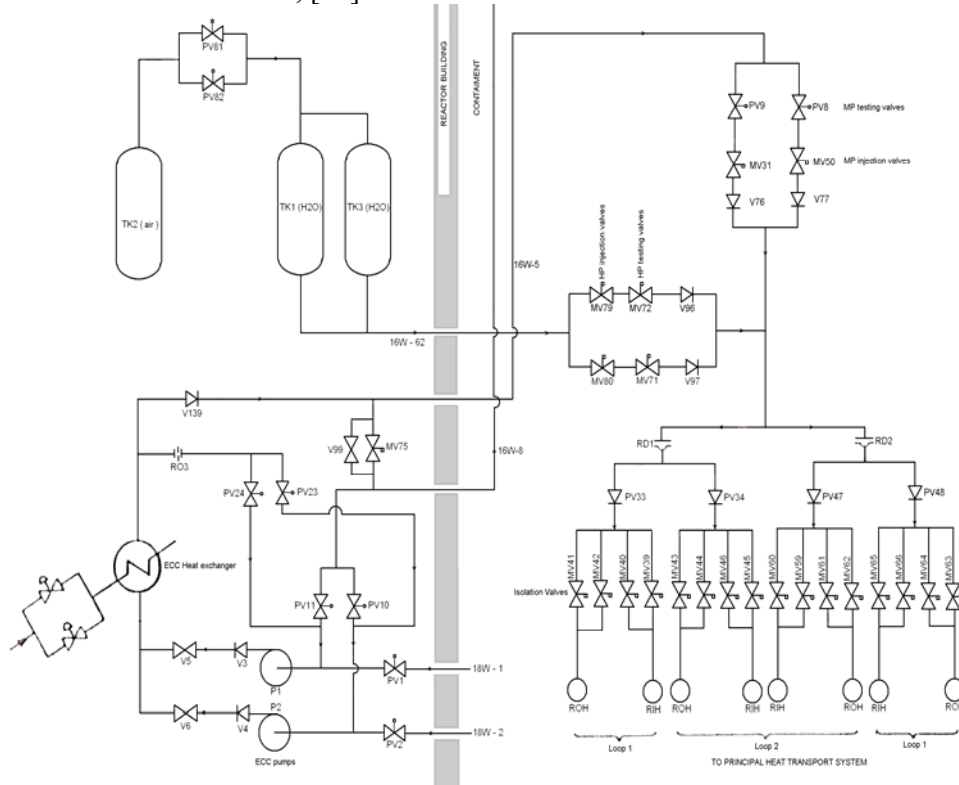 PV81
PV82
TK2 ( air )
TK1 (H2O)
TK3 (H2O)
REACTOR BUILDING
CONTAIMENT
PV9
PV8
MP testing valves
MV31
MV50
MP injection valves
V76
V77
16W-5
HP injection valves
HP testing valves
MV79
MV72
V96
MV80
MV71
V97
16W - 62
V139
V99
MV75
16W-8
RO3
PV24
PV23
ECC Heat exchanger
PV11
PV10
V5
V3
P1
PV1
18W - 1
V6
V4
P2
PV2
18W - 2
ECC pumps
RD1
RD2
PV33
PV34
PV47
PV48
Isolation Valves
MV41
MV42
MV40
MV39
MV43
MV44
MV46
MV45
MV60
MV59
MV61
MV62
MV65
MV66
MV64
MV63
ROH
RIH
ROH
RIH
RIH
ROH
RIH
Loop 1
Loop 2
Loop 1
TO PRINCIPAL HEAT TRANSPORT SYSTEM